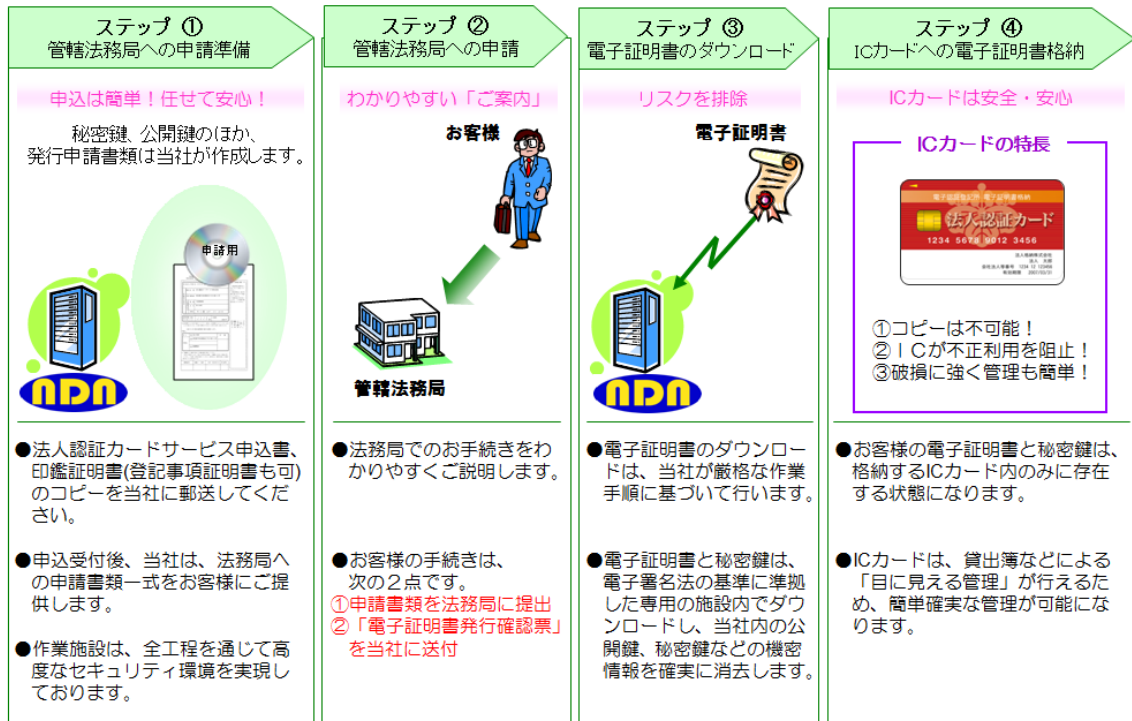 ステップ ①
管轄法務局への申請準備
申込は簡単！任せて安心！
秘密鍵、公開鍵のほか、
発行申請書類は当社が作成します。
申請用
NDN
●法人認証カードサービス申込書、
印鑑証明書(登記事項証明書も可)
のコピーを当社に郵送してくだ
さい。
●申込受付後、当社は、法務局へ
の申請書類一式をお客様にご提
供します。
●作業施設は、全工程を通じて高
度なセキュリティ環境を実現し
ております。
ステップ ②
管轄法務局への申請
わかりやすい「ご案内」
お客様
管轄法務局
●法務局でのお手続きをわ
かりやすくご説明します。
●お客様の手続きは、
次の２点です。
①申請書類を法務局に提出
②「電子証明書発行確認票」
を当社に送付
ステップ ③
電子証明書のダウンロード
リスクを排除
電子証明書
NDN
●電子証明書のダウンロー
ドは、当社が厳格な作業
手順に基づいて行います。
●電子証明書と秘密鍵は、
電子署名法の基準に準拠
した専用の施設内でダウ
ンロードし、当社内の公
開鍵、秘密鍵などの機密
情報を確実に消去します。
ステップ ④
ICカードへの電子証明書格納
ICカードは安全・安心
ICカードの特長
法人認証カード
1234 5678 9012 3456
①コピーは不可能！
②ＩＣが不正利用を阻止！
③破損に強く管理も簡単！
●お客様の電子証明書と秘密鍵は、
格納するICカード内のみに存在
する状態になります。
●ICカードは、貸出簿などによる
「目に見える管理」が行えるた
め、簡単確実な管理が可能にな
ります。